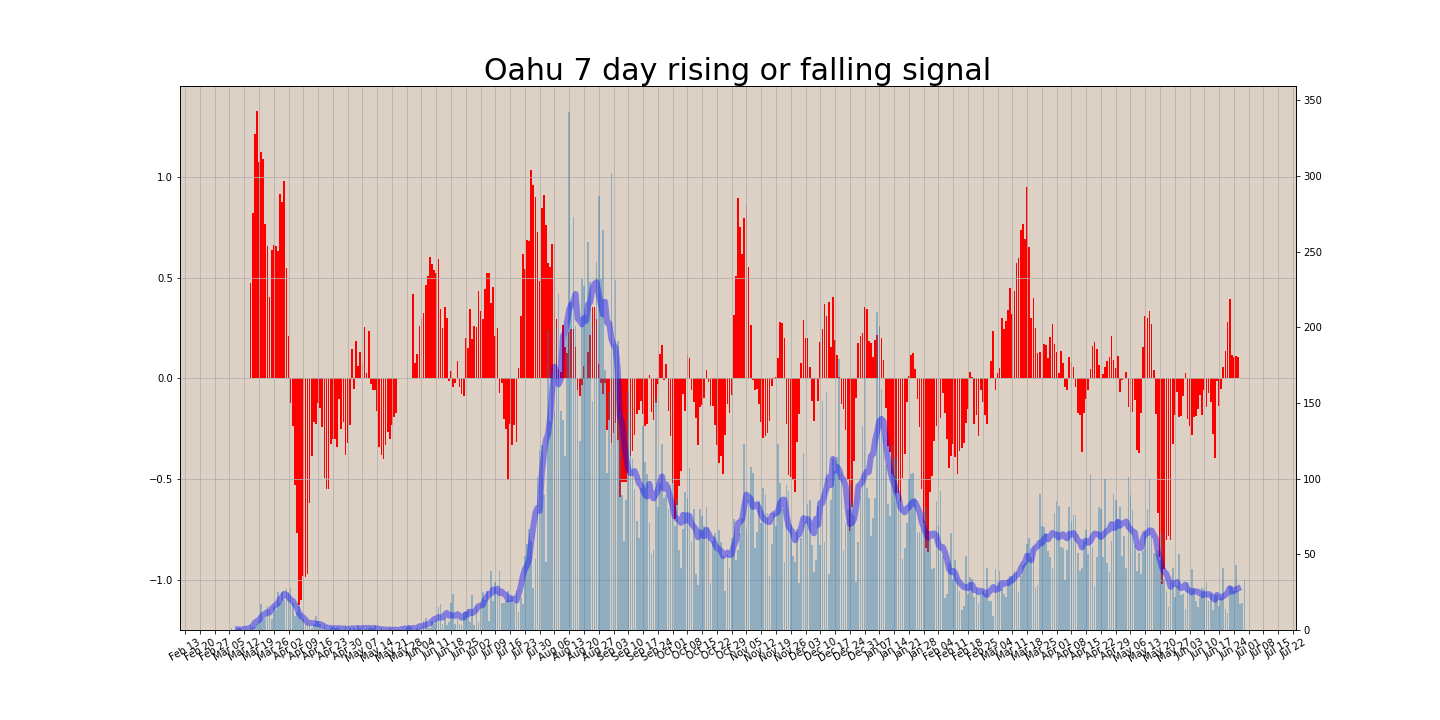 Oahu 7 day rising or falling signal
1.0
0.5
0.0
−0.5
−1.0
350
300
250
200
150
100
50
0
Feb 13
Feb 20
Feb 27
Mar 05
Mar 12
Mar 19
Mar 26
Apr 02
Apr 09
Apr 16
Apr 23
Apr 30
May 07
May 14
May 21
May 28
Jun 04
Jun 11
Jun 18
Jun 25
Jul 02
Jul 09
Jul 16
Jul 23
Jul 30
Aug 06
Aug 13
Aug 20
Aug 27
Sep 03
Sep 10
Sep 17
Sep 24
Oct 01
Oct 08
Oct 15
Oct 22
Oct 29
Nov 05
Nov 12
Nov 19
Nov 26
Dec 03
Dec 10
Dec 17
Dec 24
Dec 31
Jan 07
Jan 14
Jan 21
Jan 28
Feb 04
Feb 11
Feb 18
Feb 25
Mar 04
Mar 11
Mar 18
Mar 25
Apr 01
Apr 08
Apr 15
Apr 22
Apr 29
May 06
May 13
May 20
May 27
Jun 03
Jun 10
Jun 17
Jun 24
Jul 01
Jul 08
Jul 15
Jul 22